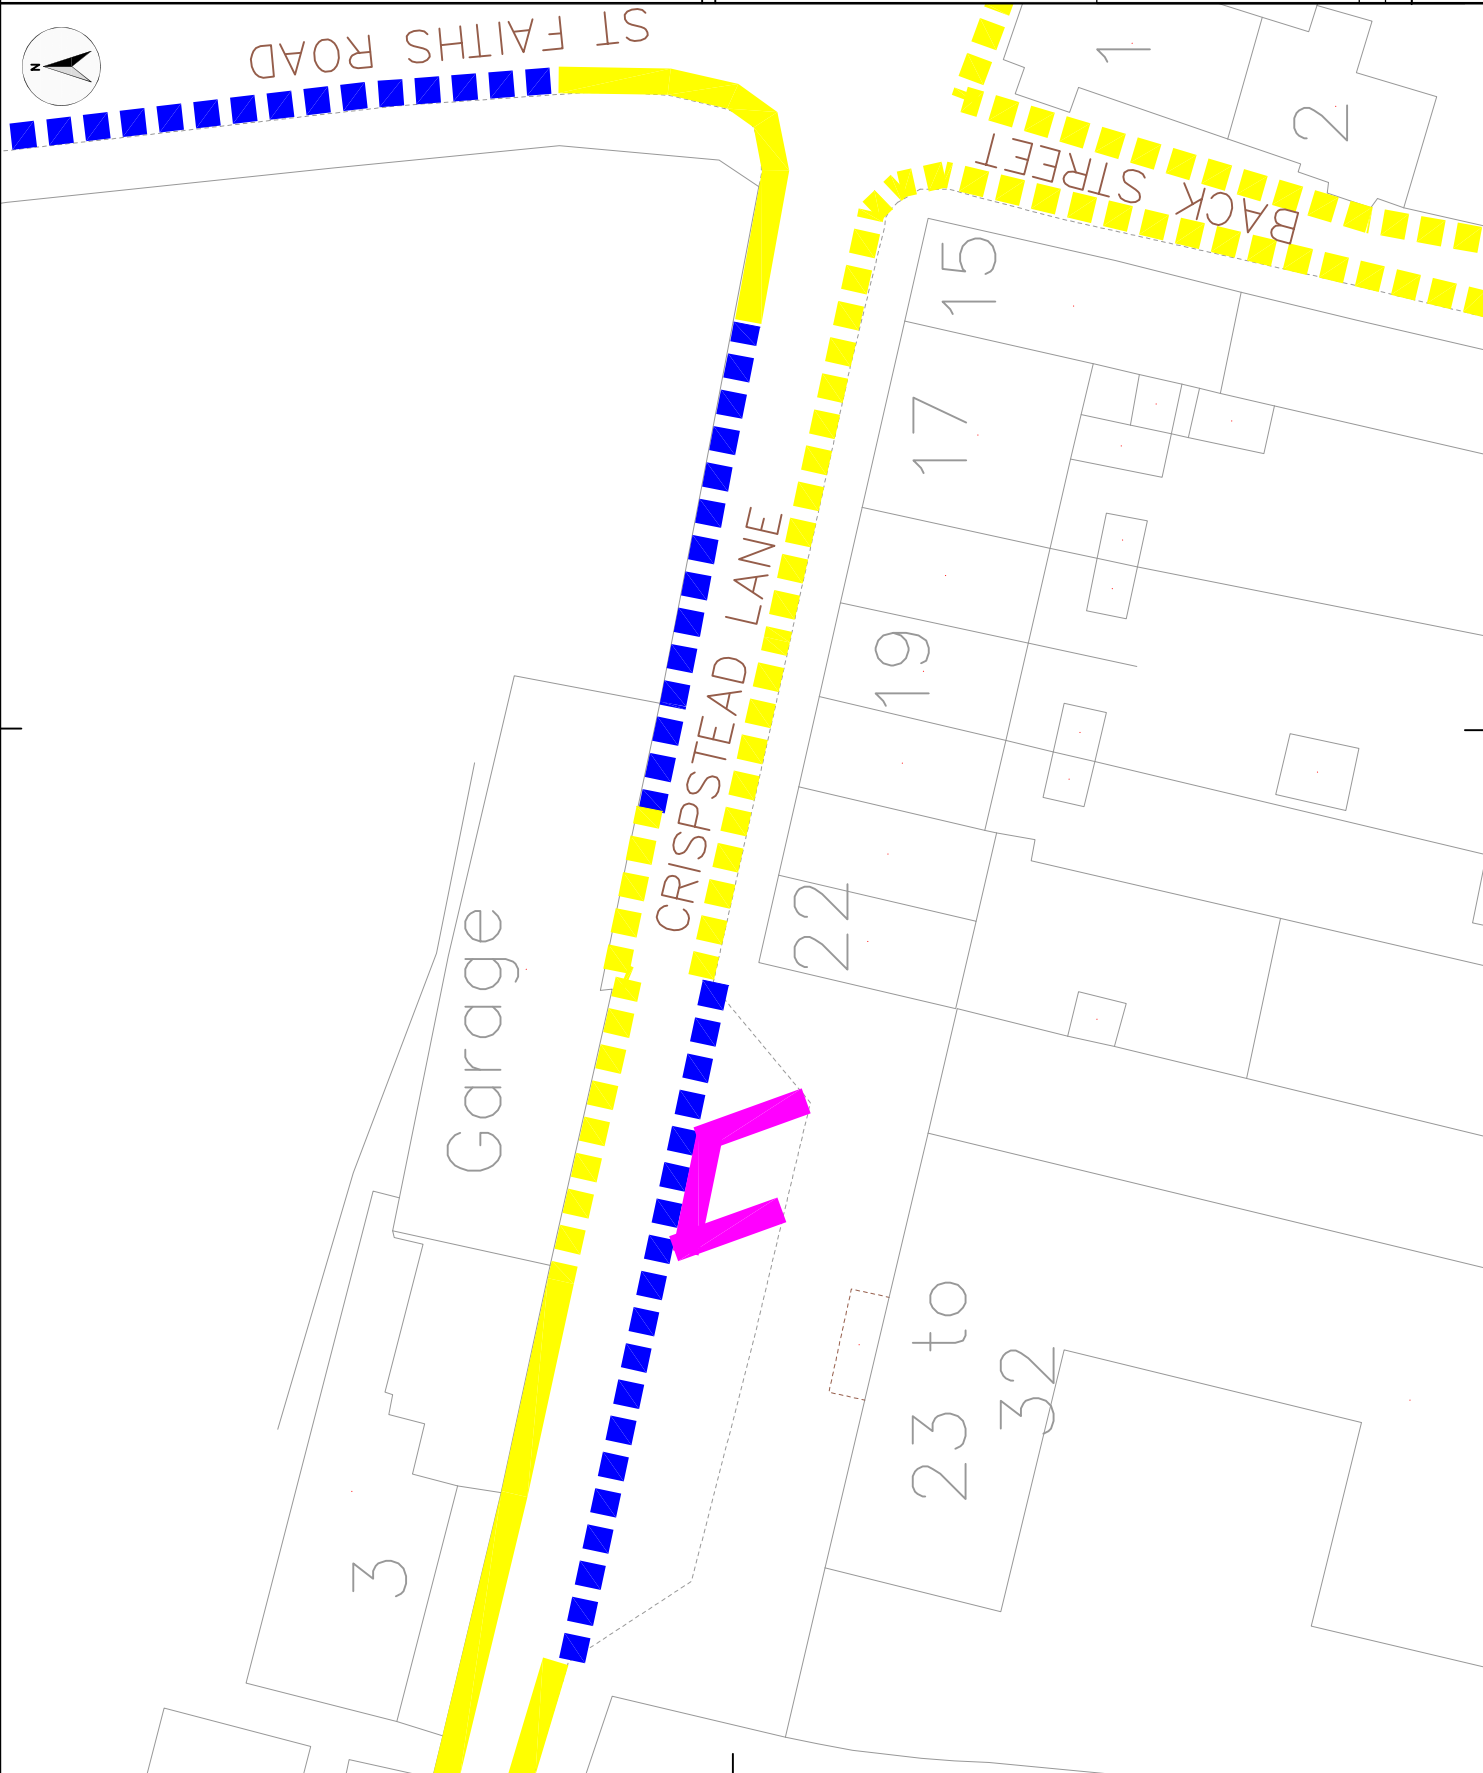 ST FAITHS ROAD
N
1
2
BACK STREET
15
17
CRISPSTEAD LANE
19
22
Garage
23 to
32
3